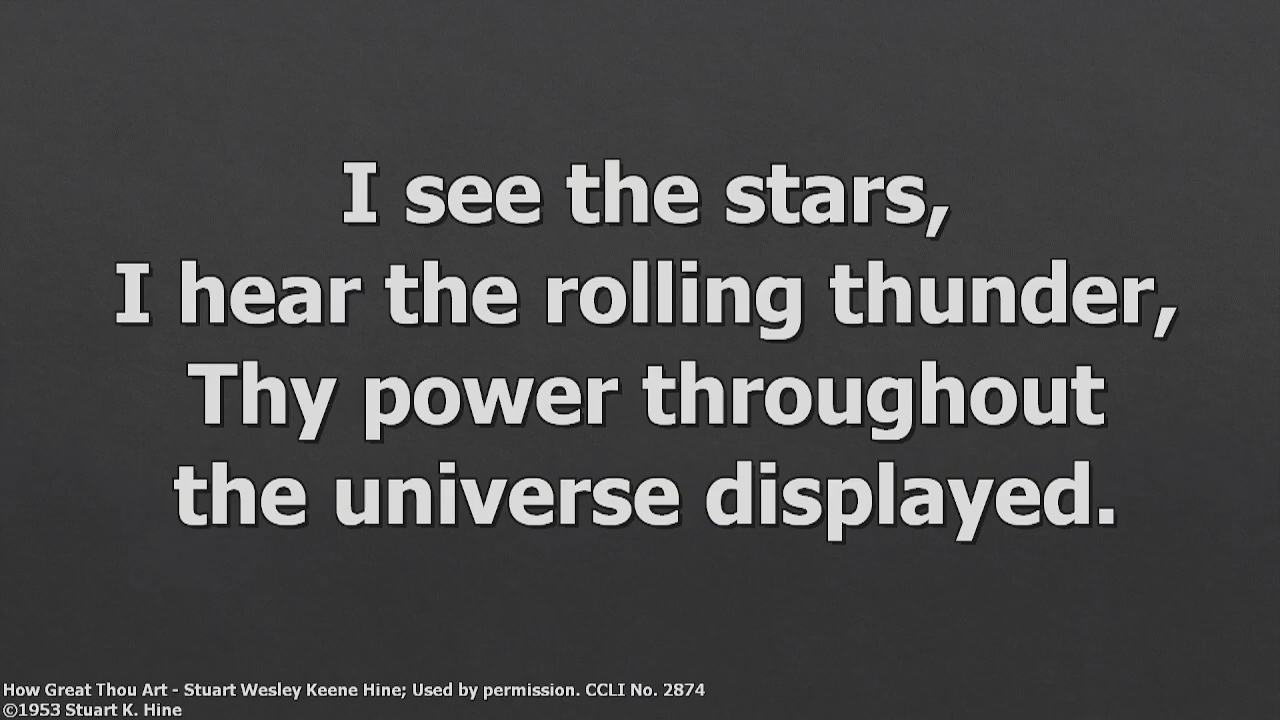 I see the stars,
I hear the rolling thunder,
Thy power throughout
the universe displayed.
How Great Thou Art - Stuart Wesley Keene Hine; Used by permission. CCLI No. 2874
©1953 Stuart K. Hine